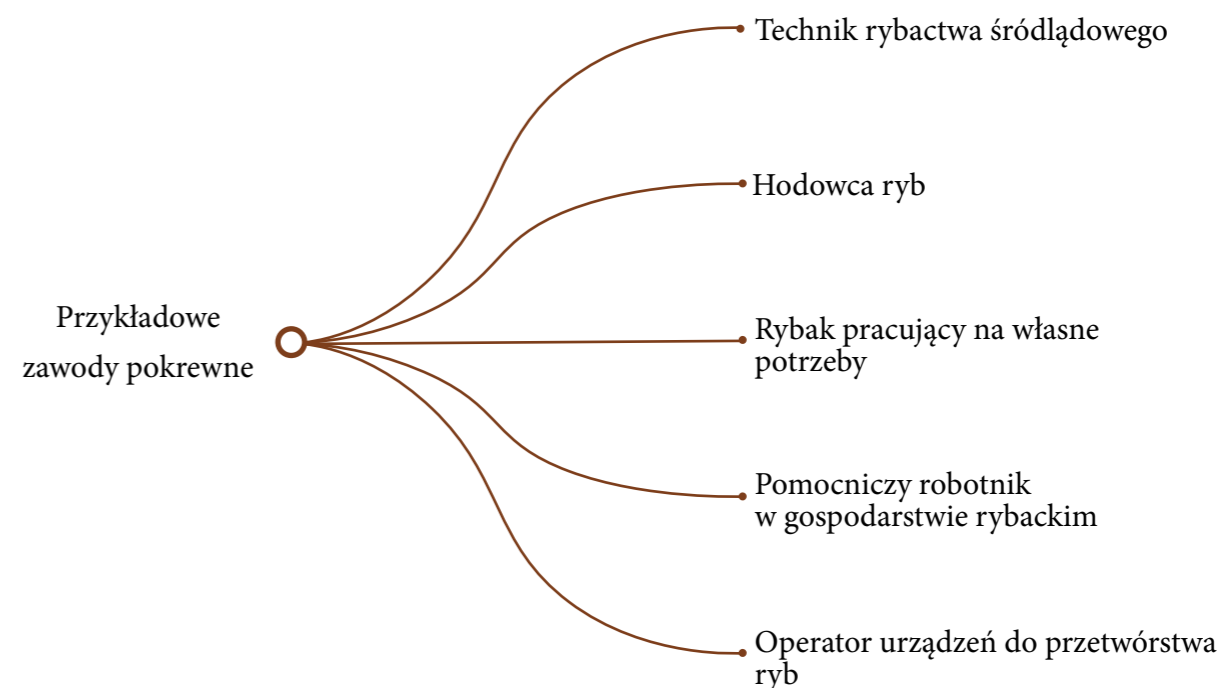 Technik rybactwa śródlądowego
Hodowca ryb
Przykładowe
zawody pokrewne
Rybak pracujący na własne
potrzeby
Pomocniczy robotnik
w gospodarstwie rybackim
Operator urządzeń do przetwórstwa
ryb